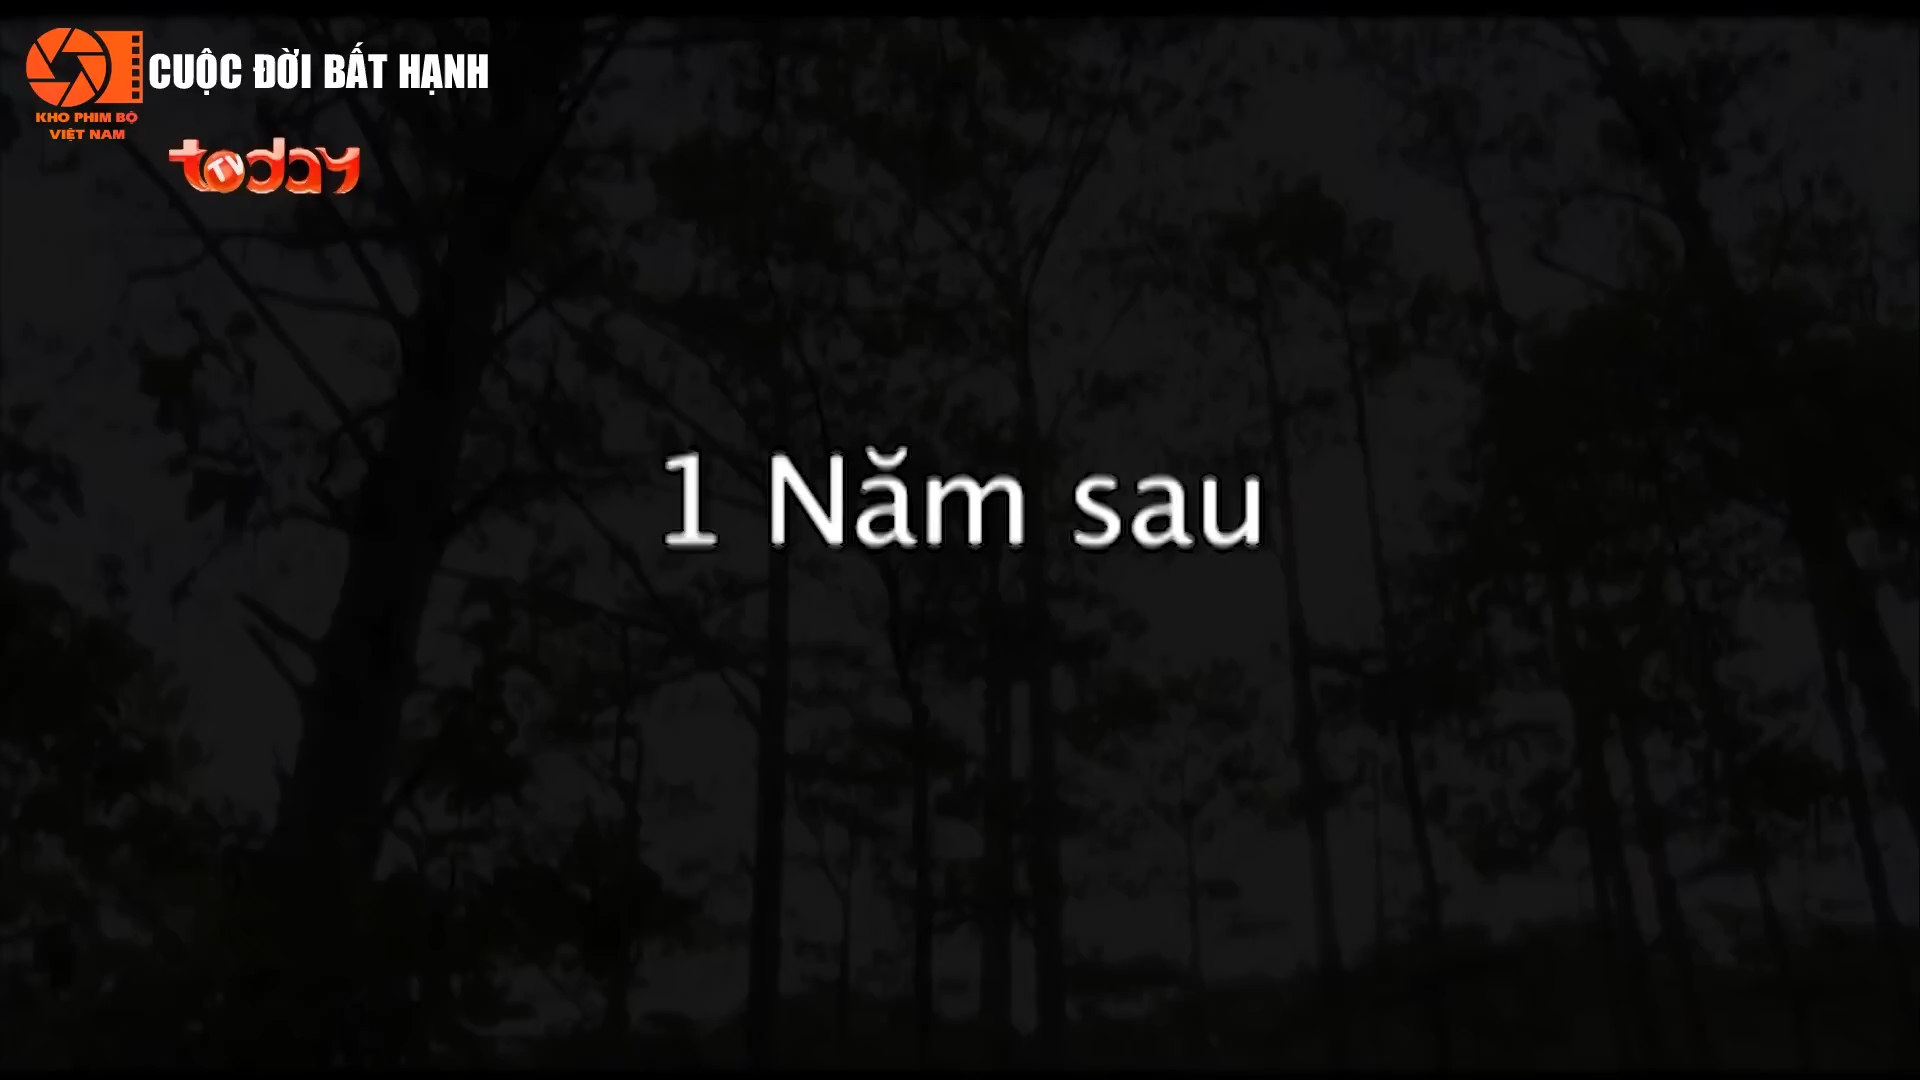 CUỘC ĐỜI BẤT HẠNH
KHO PHIM BỘ
VIỆT NAM
today
TV
1 Năm sau